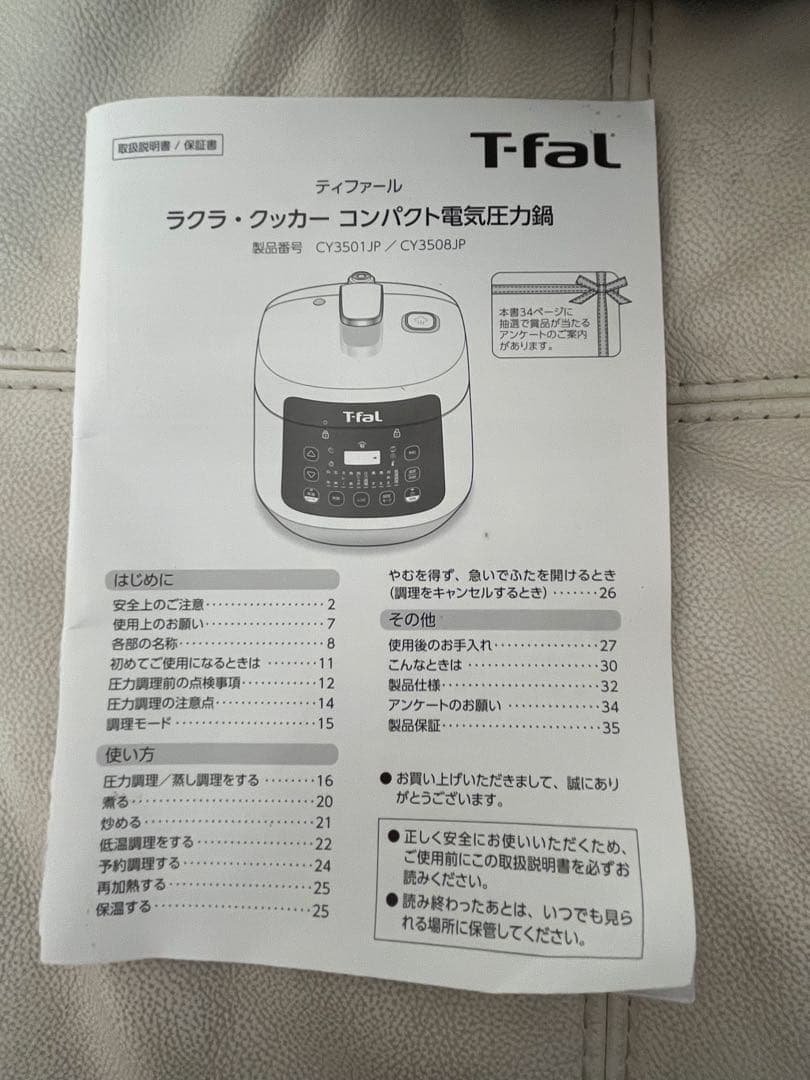 取扱説明書 / 保証書
T-fal
ティファール
ラクラ・クッカー コンパクト電気圧力鍋
製品番号 CY3501JP / CY3508JP
本書34ページに
抽選で賞品が当たる
アンケートのご案内
があります。
T-fal
はじめに
安全上のご注意・・・・・・・・・・・・・・・・・・2
使用上のお願い・・・・・・・・・・・・・・・・・・7
各部の名称・・・・・・・・・・・・・・・・・・・・・・8
初めてご使用になるときは ・・・・・・・・11
圧力調理前の点検事項・・・・・・・・・・・・12
圧力調理の注意点・・・・・・・・・・・・・・・・14
調理モード・・・・・・・・・・・・・・・・・・・・・・15
使い方
圧力調理／蒸し調理をする ・・・・・・・・16
煮る・・・・・・・・・・・・・・・・・・・・・・・・・・・・20
炒める・・・・・・・・・・・・・・・・・・・・・・・・・・21
低温調理をする・・・・・・・・・・・・・・・・・・22
予約調理する・・・・・・・・・・・・・・・・・・・・24
再加熱する・・・・・・・・・・・・・・・・・・・・・・25
保温する・・・・・・・・・・・・・・・・・・・・・・・・25
やむを得ず、急いでふたを開けるとき
(調理をキャンセルするとき) ・・・・・・・26
その他
使用後のお手入れ・・・・・・・・・・・・・・・・27
こんなときは・・・・・・・・・・・・・・・・・・・・30
製品仕様・・・・・・・・・・・・・・・・・・・・・・・・32
アンケートのお願い ・・・・・・・・・・・・・・34
製品保証・・・・・・・・・・・・・・・・・・・・・・・・35
● お買い上げいただきまして、誠にあり
がとうございます。
● 正しく安全にお使いいただくため、
ご使用前にこの取扱説明書を必ずお
読みください。
● 読み終わったあとは、いつでも見ら
れる場所に保管してください。